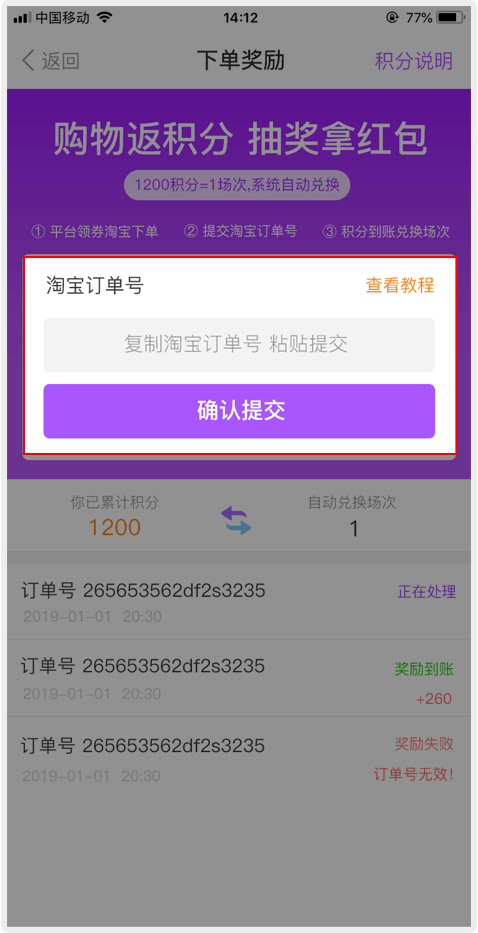 中国移动 14:12 77%
返回 下单奖励 积分说明
购物返积分 抽奖拿红包
1200积分=1场次,系统自动兑换
① 平台领券淘宝下单 ② 提交淘宝订单号 ③ 积分到账兑换场次
淘宝订单号 查看教程
复制淘宝订单号 粘贴提交
确认提交
你已累计积分 自动兑换场次
1200 1
订单号 265653562df2s3235 正在处理
2019-01-01 20:30
订单号 265653562df2s3235 奖励到账
2019-01-01 20:30 +260
订单号 265653562df2s3235 奖励失败
2019-01-01 20:30 订单号无效!